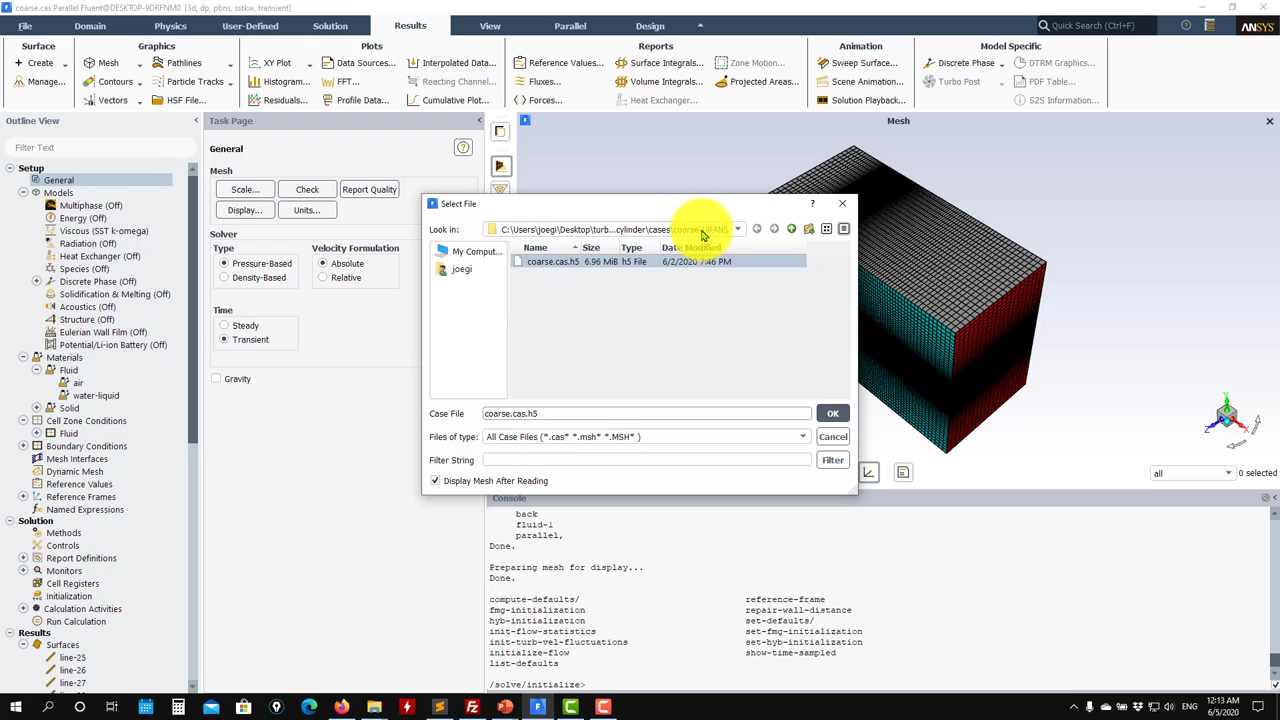 coarse.cas Parallel Fluent@DESKTOP-9DRFNM0 [3d, dp, pbns, sstkw, transient]
File Domain Physics User-Defined Solution Results View Parallel Design Quick Search (Ctrl+F) ANSYS
Surface Graphics Plots Reports Animation Model Specific
Create Mesh Pathlines XY Plot Data Sources... Interpolated Data... Reference Values... Surface Integrals... Zone Motion... Sweep Surface... Discrete Phase DTRM Graphics...
Manage... Contours Particle Tracks Histogram... FFT... Reacting Channel... Fluxes... Volume Integrals... Projected Areas... Scene Animation... Turbo Post PDF Table...
Vectors HSF File... Residuals... Profile Data... Cumulative Plot... Forces... Heat Exchanger... Solution Playback... S2S Information...
Outline View
Filter Text
Setup
General
Models
Multiphase (Off)
Energy (Off)
Viscous (SST k-omega)
Radiation (Off)
Heat Exchanger (Off)
Species (Off)
Discrete Phase (Off)
Solidification & Melting (Off)
Acoustics (Off)
Structure (Off)
Eulerian Wall Film (Off)
Potential/Li-ion Battery (Off)
Materials
Fluid
air
water-liquid
Solid
Cell Zone Conditions
Fluid
Boundary Conditions
Mesh Interfaces
Dynamic Mesh
Reference Values
Reference Frames
Named Expressions
Solution
Methods
Controls
Report Definitions
Monitors
Cell Registers
Initialization
Calculation Activities
Run Calculation
Results
Surfaces
line-25
line-26
line-27
Task Page
General
Mesh
Scale... Check Report Quality
Display... Units...
Solver
Type Velocity Formulation
Pressure-Based Absolute
Density-Based Relative
Time
Steady
Transient
Gravity
Mesh
Select File
Look in: C:\Users\joegi\Desktop\turb...cylinder\cases\coarse\URANS
My Comput...
joegi
Name Size Type Date Modified
coarse.cas.h5 6.96 MiB h5 File 6/2/2020 7:46 PM
Case File coarse.cas.h5 OK
Files of type: All Case Files (*.cas* *.msh* *.MSH* ) Cancel
Filter String Filter
Display Mesh After Reading
Y
X
all 0 selected
Console
back
fluid-1
parallel,
Done.
Preparing mesh for display...
Done.
compute-defaults/ reference-frame
fmg-initialization repair-wall-distance
hyb-initialization set-defaults/
init-flow-statistics set-fmg-initialization
init-turb-vel-fluctuations set-hyb-initialization
initialize-flow show-time-sampled
list-defaults
/solve/initialize>
12:13 AM
6/5/2020